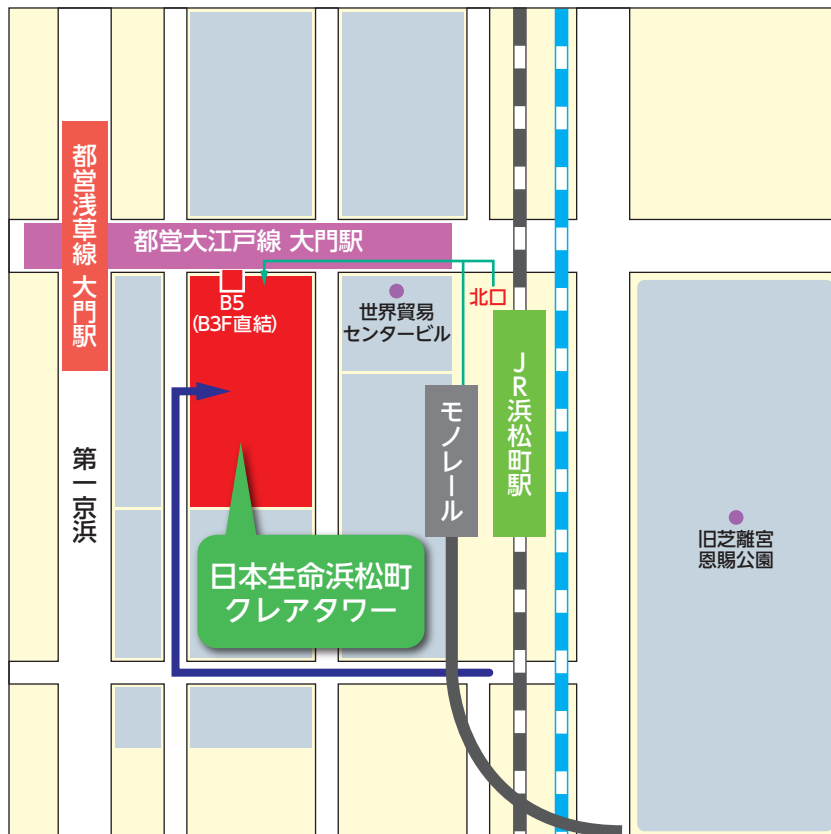 都営浅草線 大門駅
都営大江戸線 大門駅
B5
(B3F直結)
世界貿易
センタービル
北口
JR浜松町駅
モノレール
第一京浜
日本生命浜松町
クレアタワー
旧芝離宮
恩賜公園